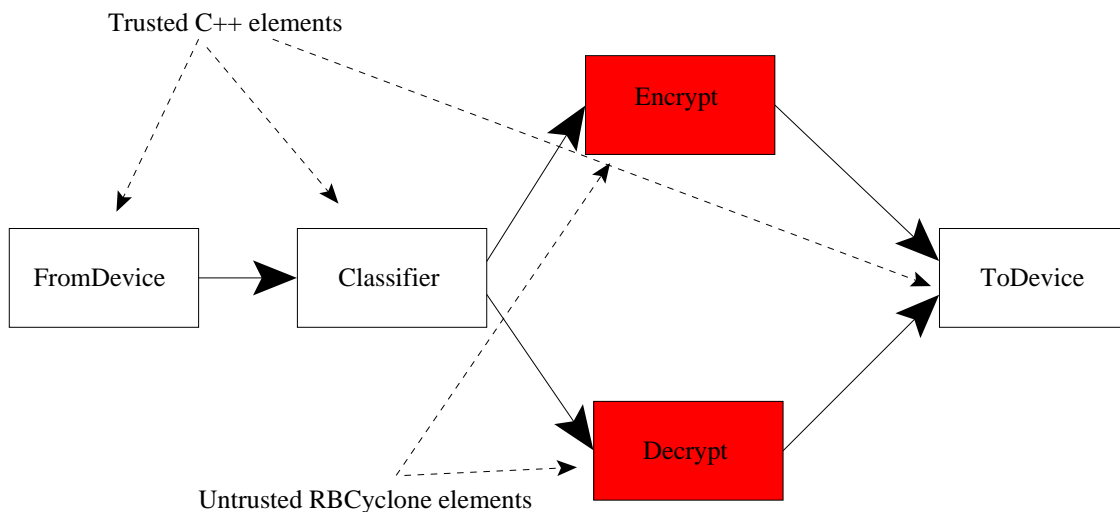 Trusted C++ elements
Encrypt
FromDevice
Classifier
ToDevice
Decrypt
Untrusted RBCyclone elements